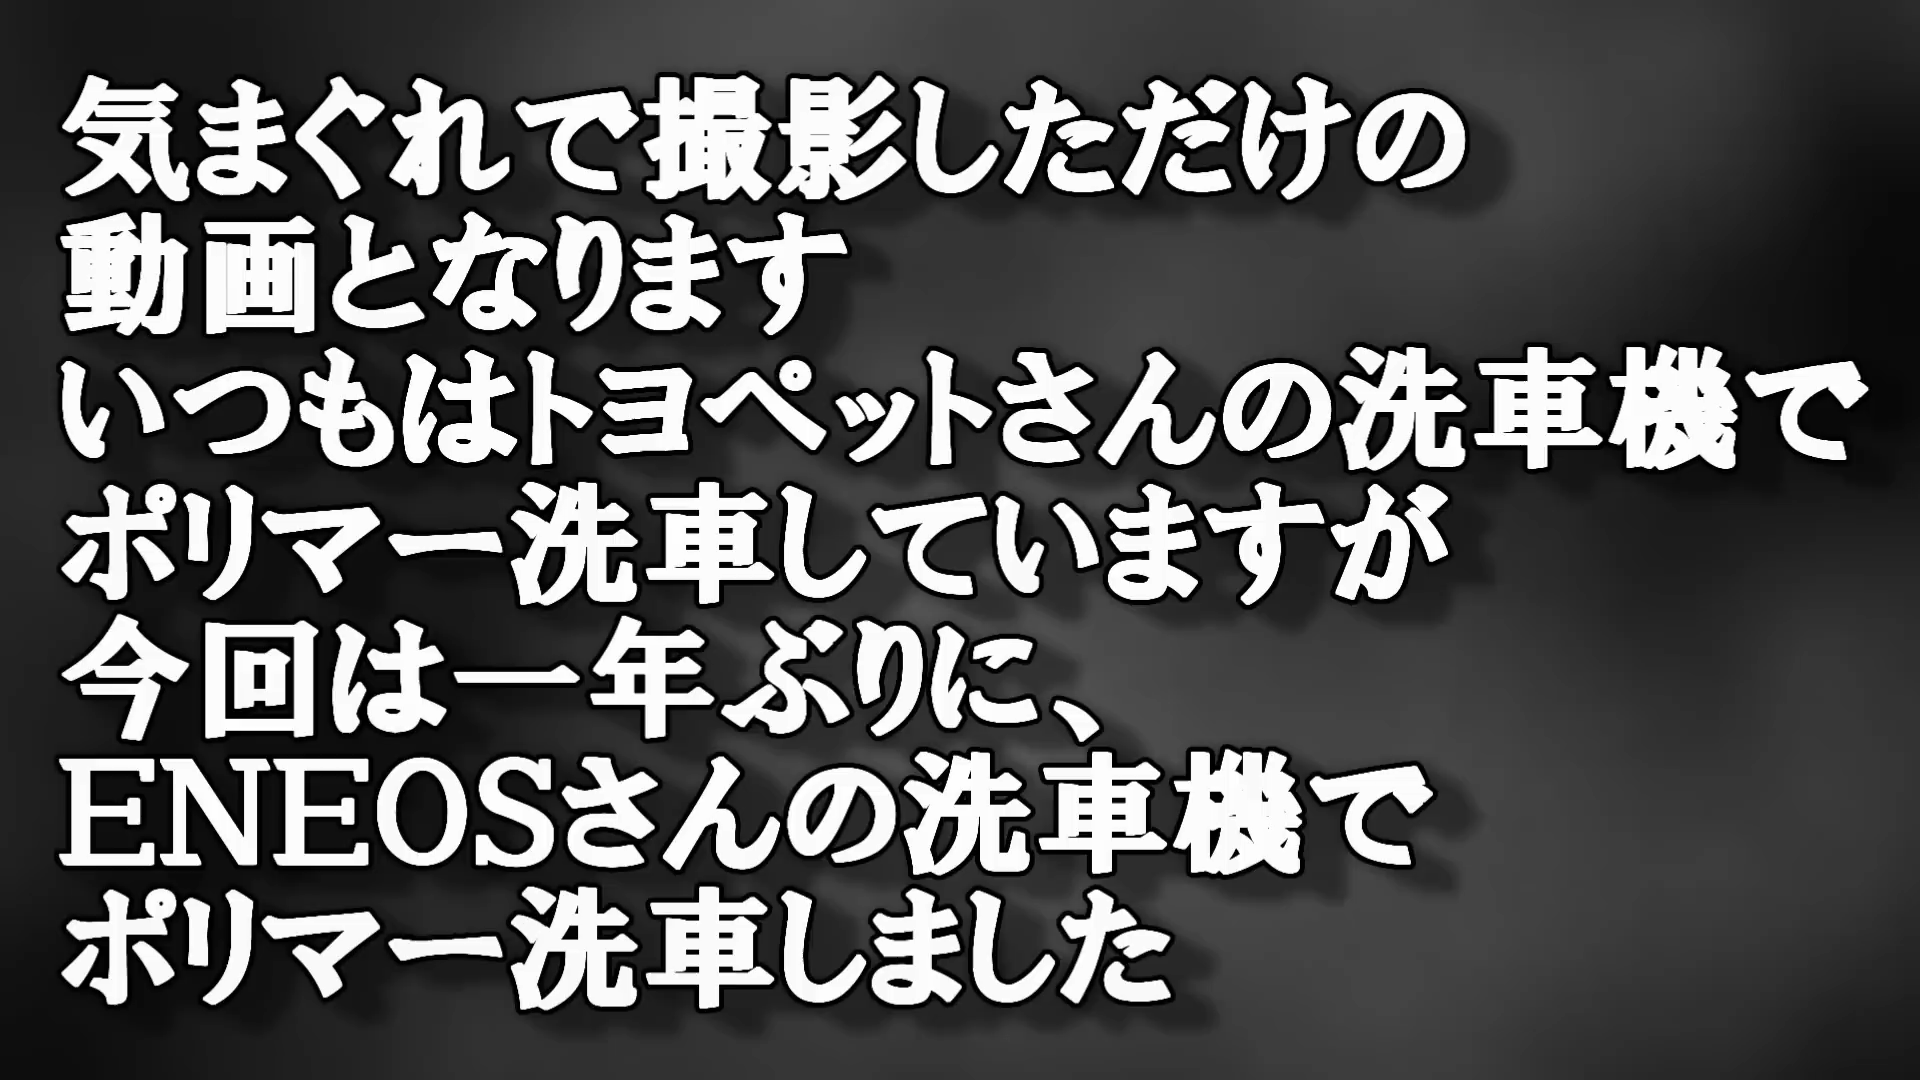 気まぐれで撮影しただけの
動画となります
いつもはトヨペットさんの洗車機で
ポリマー洗車していますが
今回は一年ぶりに、
ENEOSさんの洗車機で
ポリマー洗車しました